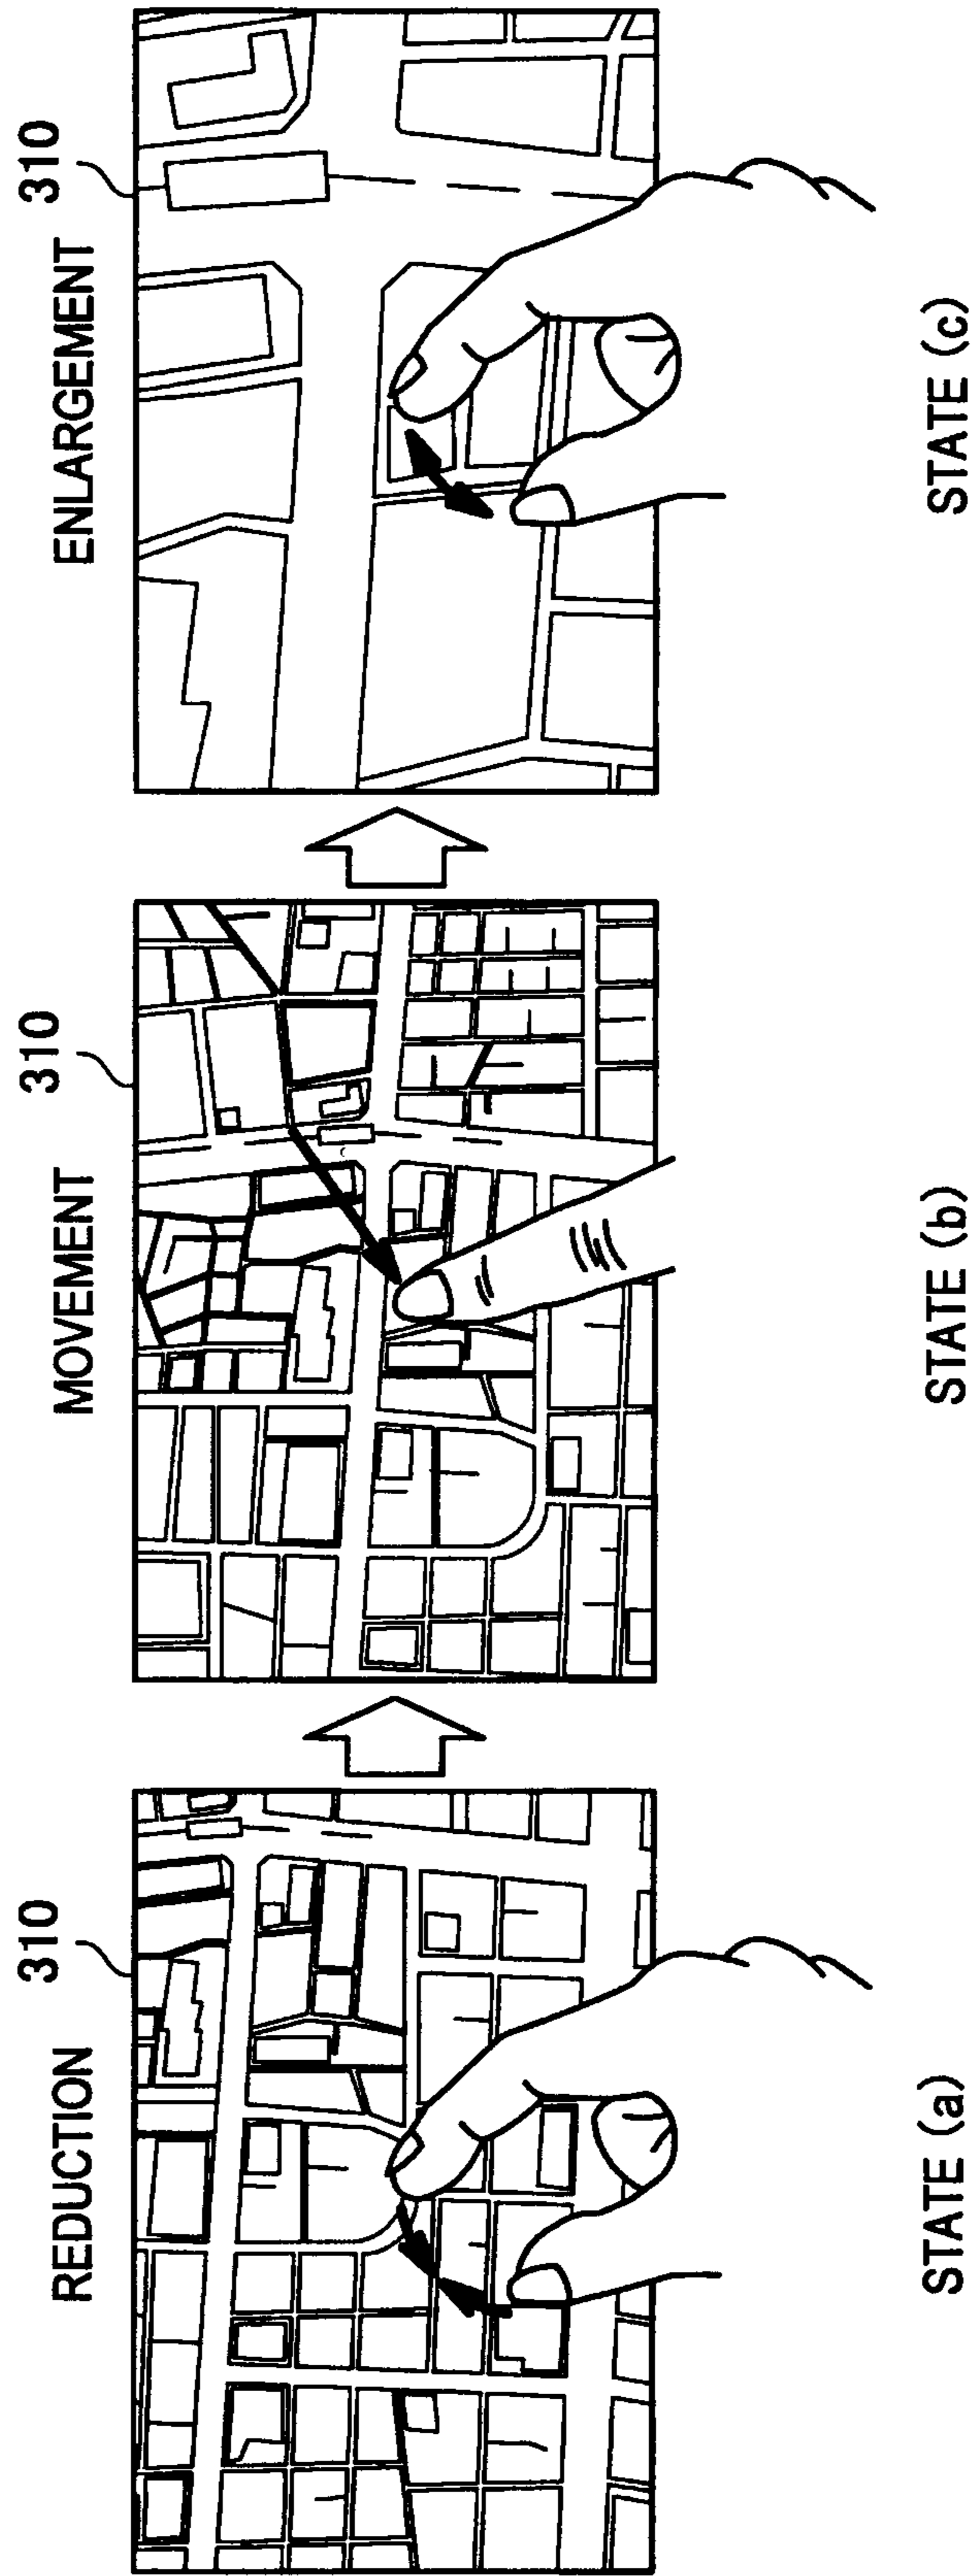 REDUCTION
310
STATE (a)
MOVEMENT
310
STATE (b)
ENLARGEMENT
310
STATE (c)